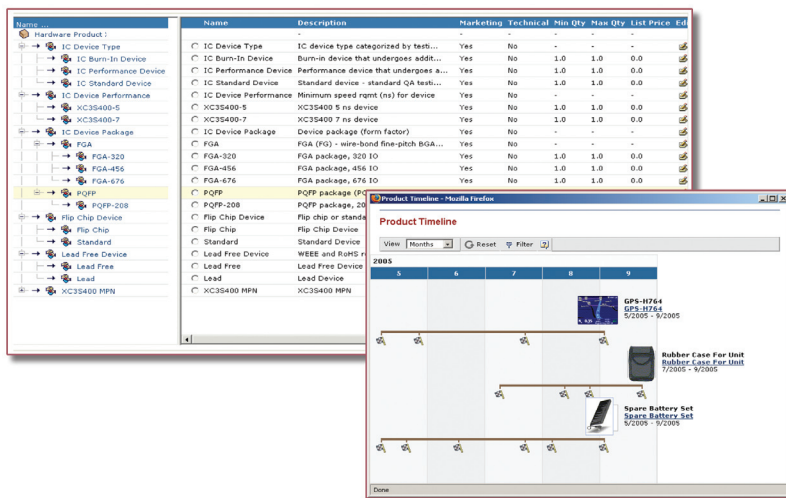 Name ...
Hardware Product :
IC Device Type
IC Burn-In Device
IC Performance Device
IC Standard Device
IC Device Performance
XC3S400-5
XC3S400-7
IC Device Package
FGA
FGA-320
FGA-456
FGA-676
PQFP
PQFP-208
Flip Chip Device
Flip Chip
Standard
Lead Free Device
Lead Free
Lead
XC3S400 MPN
Name Description Marketing Technical Min Qty Max Qty List Price Edi
- - - - - -
IC Device Type IC device type categorized by testi... Yes No - - -
IC Burn-In Device Burn-in device that undergoes addit... Yes No 1.0 1.0 0.0
IC Performance Device Performance device that undergoes a... Yes No 1.0 1.0 0.0
IC Standard Device Standard device - standard QA testi... Yes No 1.0 1.0 0.0
IC Device Performance Minimum speed rqmt (ns) for device Yes No - - -
XC3S400-5 XC3S400 5 ns device Yes No 1.0 1.0 0.0
XC3S400-7 XC3S400 7 ns device Yes No 1.0 1.0 0.0
IC Device Package Device package (form factor) Yes No - - -
FGA FGA (FG) - wire-bond fine-pitch BGA... Yes No - - -
FGA-320 FGA package, 320 IO Yes No 1.0 1.0 0.0
FGA-456 FGA package, 456 IO Yes No 1.0 1.0 0.0
FGA-676 FGA package, 676 IO Yes No 1.0 1.0 0.0
PQFP PQFP package (PQ
PQFP-208 PQFP package, 20
Flip Chip Device Flip chip or standa
Flip Chip Flip Chip Device
Standard Standard Device
Lead Free Device WEEE and RoHS r
Lead Free Lead Free Device
Lead Lead Device
XC3S400 MPN XC3S400 MPN
Product Timeline - Mozilla Firefox
Product Timeline
View Months Reset Filter
2005
5 6 7 8 9
GPS-H764
GPS-H764
5/2005 - 9/2005
Rubber Case For Unit
Rubber Case For Unit
7/2005 - 9/2005
Spare Battery Set
Spare Battery Set
5/2005 - 9/2005
Done